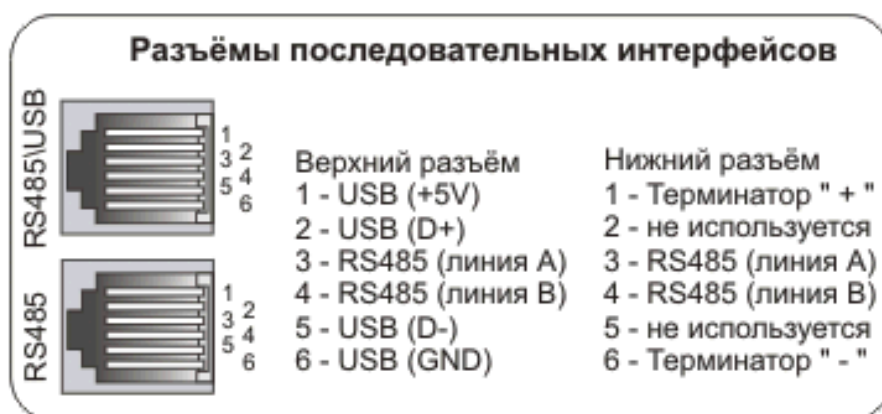 Разъёмы последовательных интерфейсов
RS485\USB
1
2
3
4
5
6
RS485
1
2
3
4
5
6
Верхний разъём
1 - USB (+5V)
2 - USB (D+)
3 - RS485 (линия A)
4 - RS485 (линия B)
5 - USB (D-)
6 - USB (GND)
Нижний разъём
1 - Терминатор " + "
2 - не используется
3 - RS485 (линия A)
4 - RS485 (линия B)
5 - не используется
6 - Терминатор " - "